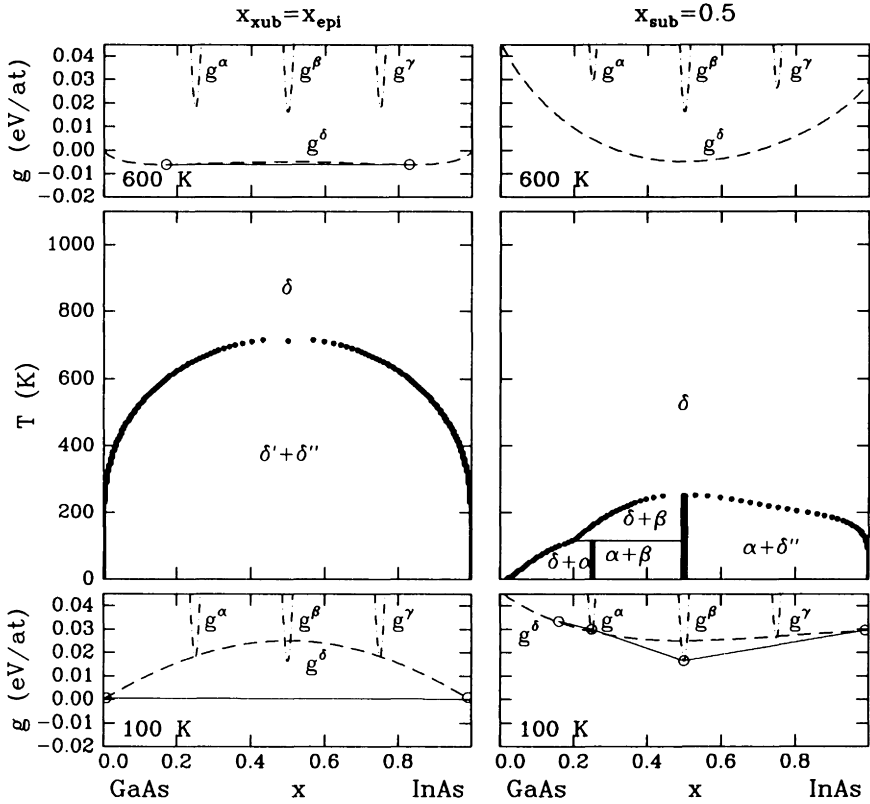 x_xub=x_epi
x_sub=0.5
g (eV/at)
0.04
0.03
0.02
0.01
0.00
−0.01
−0.02
g^α
g^β
g^γ
g^δ
600 K
g^α
g^β
g^γ
g^δ
600 K
T (K)
1000
800
600
400
200
0
δ
δ'+δ''
δ
δ+β
δ+α
α+β
α+δ''
g (eV/at)
0.04
0.03
0.02
0.01
0.00
−0.01
−0.02
g^α
g^β
g^γ
g^δ
100 K
g^δ
g^α
g^β
g^γ
100 K
0.0 0.2 0.4 0.6 0.8
GaAs x InAs
0.0 0.2 0.4 0.6 0.8
GaAs x InAs